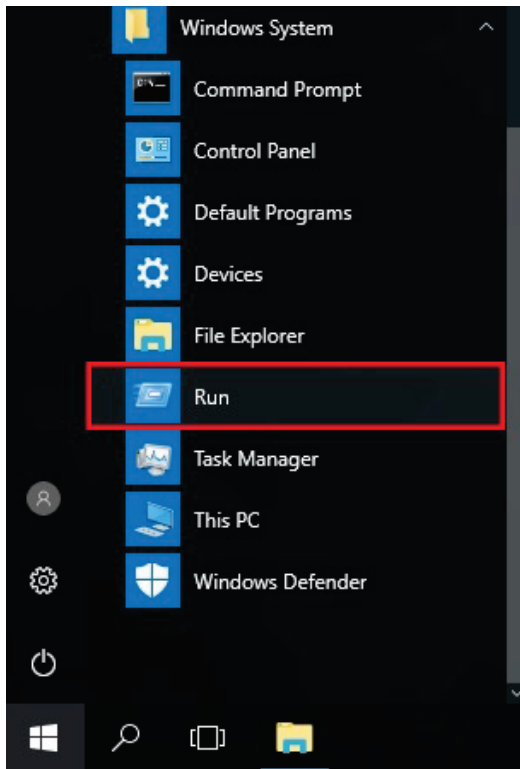 Windows System
Command Prompt
Control Panel
Default Programs
Devices
File Explorer
Run
Task Manager
This PC
Windows Defender